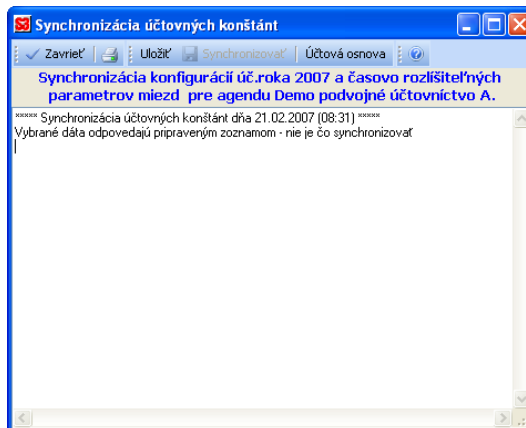 Synchronizácia účtovných konštánt
Zavrieť Uložiť Synchronizovať Účtová osnova
Synchronizácia konfigurácií úč.roka 2007 a časovo rozlíšiteľných
parametrov miezd pre agendu Demo podvojné účtovníctvo A.
***** Synchronizácia účtovných konštánt dňa 21.02.2007 (08:31) *****
Vybrané dáta odpovedajú pripraveným zoznamom - nie je čo synchronizovať